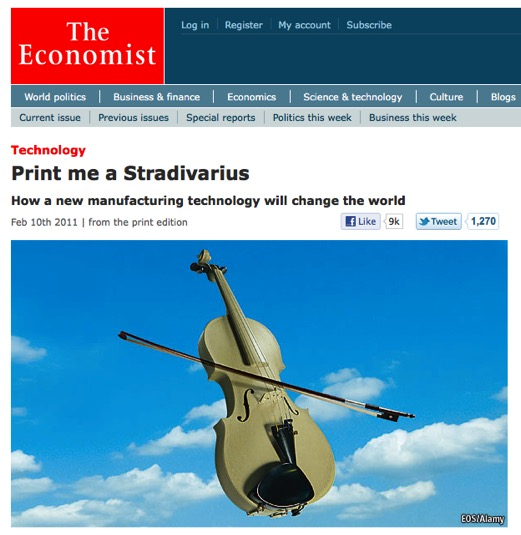 The
Economist
Log in Register My account Subscribe
World politics Business & finance Economics Science & technology Culture Blogs
Current issue Previous issues Special reports Politics this week Business this week
Technology
Print me a Stradivarius
How a new manufacturing technology will change the world
Feb 10th 2011 | from the print edition
Like 9k Tweet 1,270
EOS/Alamy